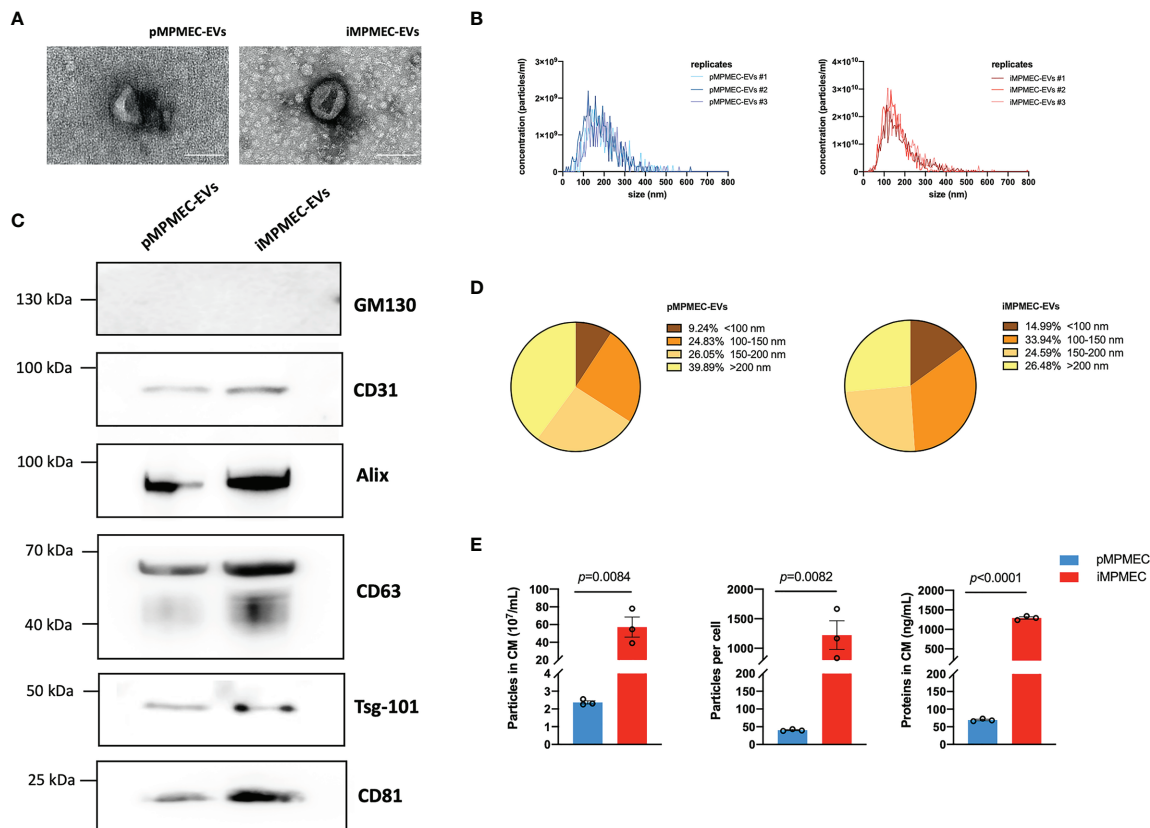 A
pMPMEC-EVs
iMPMEC-EVs
B
concentration (particles/ml)
3×10⁹
2×10⁹
1×10⁹
0
0 100 200 300 400 500 600 700 800
size (nm)
replicates
pMPMEC-EVs #1
pMPMEC-EVs #2
pMPMEC-EVs #3
concentration (particles/ml)
4×10¹⁰
3×10¹⁰
2×10¹⁰
1×10¹⁰
0
0 100 200 300 400 500 600 700 800
size (nm)
replicates
iMPMEC-EVs #1
iMPMEC-EVs #2
iMPMEC-EVs #3
C
pMPMEC-EVs
iMPMEC-EVs
130 kDa
GM130
100 kDa
CD31
100 kDa
Alix
70 kDa
40 kDa
CD63
50 kDa
Tsg-101
25 kDa
CD81
D
pMPMEC-EVs
9.24% <100 nm
24.83% 100-150 nm
26.05% 150-200 nm
39.89% >200 nm
iMPMEC-EVs
14.99% <100 nm
33.94% 100-150 nm
24.59% 150-200 nm
26.48% >200 nm
E
pMPMEC
iMPMEC
p=0.0084
Particles in CM (10⁷/mL)
100
80
60
40
20
4
3
2
1
0
p=0.0082
Particles per cell
2000
1500
1000
500
200
150
100
50
0
p<0.0001
Proteins in CM (ng/mL)
2000
1500
1000
500
200
150
100
50
0